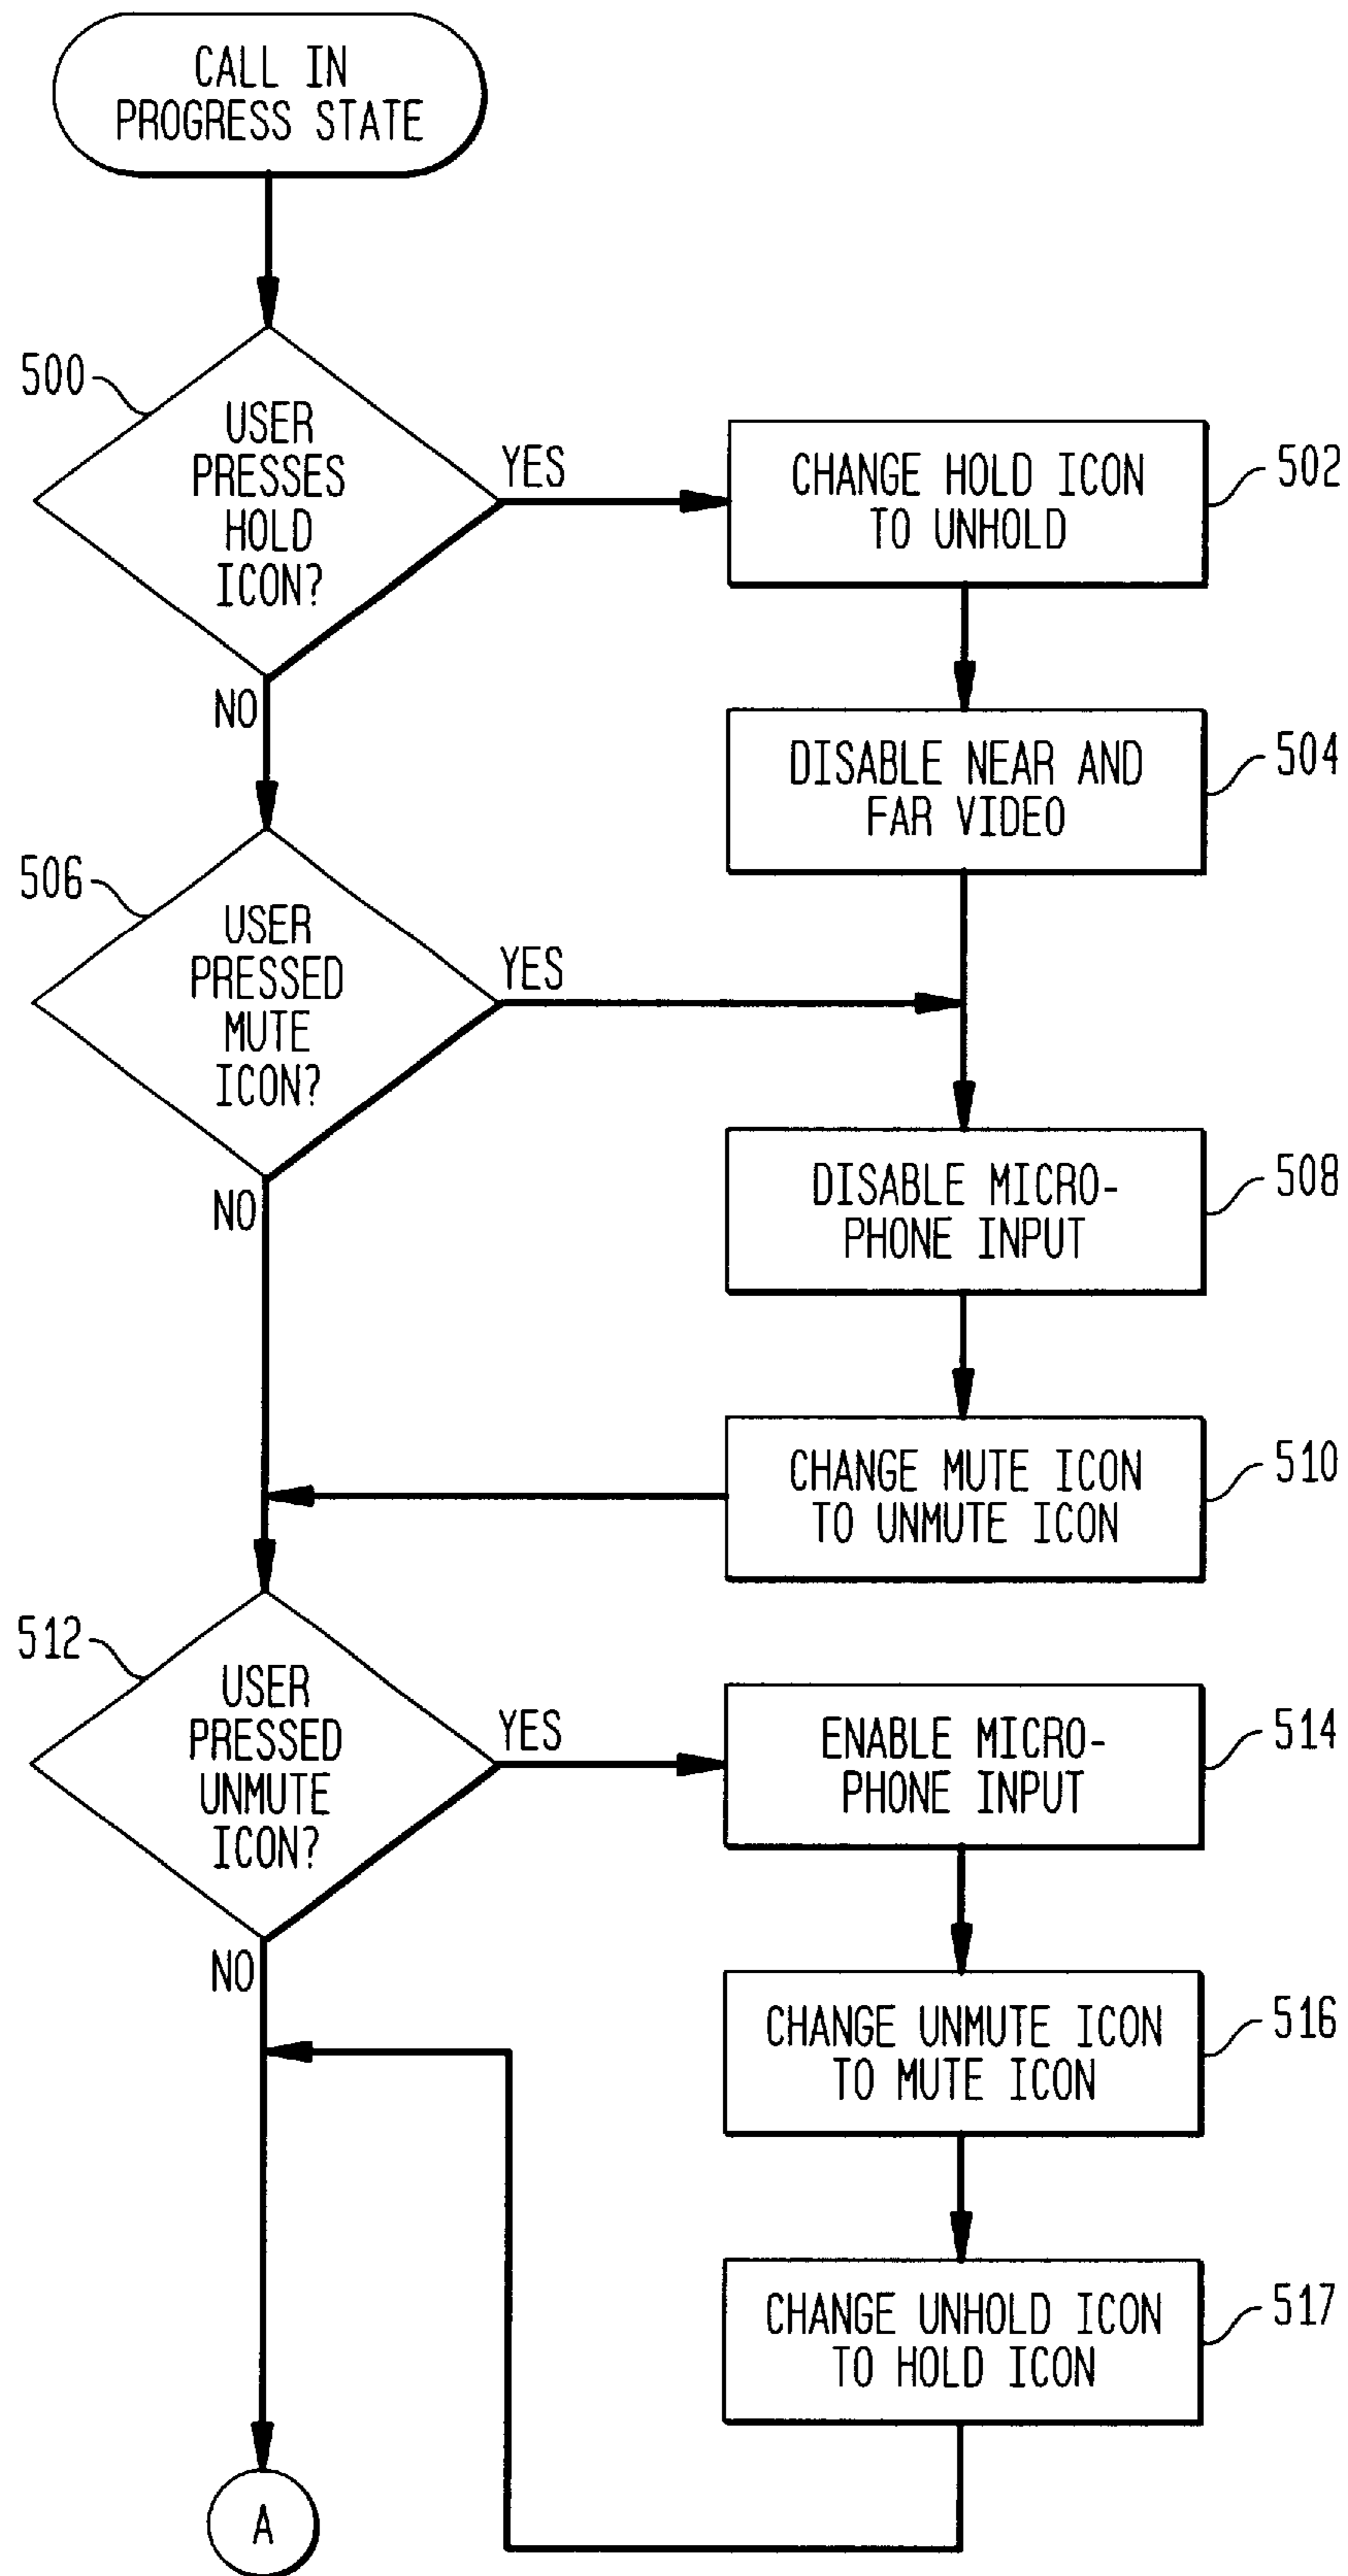 CALL IN
PROGRESS STATE
500
USER
PRESSES
HOLD
ICON?
YES
NO
CHANGE HOLD ICON
TO UNHOLD
502
DISABLE NEAR AND
FAR VIDEO
504
506
USER
PRESSED
MUTE
ICON?
YES
NO
DISABLE MICRO-
PHONE INPUT
508
CHANGE MUTE ICON
TO UNMUTE ICON
510
512
USER
PRESSED
UNMUTE
ICON?
YES
NO
ENABLE MICRO-
PHONE INPUT
514
CHANGE UNMUTE ICON
TO MUTE ICON
516
CHANGE UNHOLD ICON
TO HOLD ICON
517
A